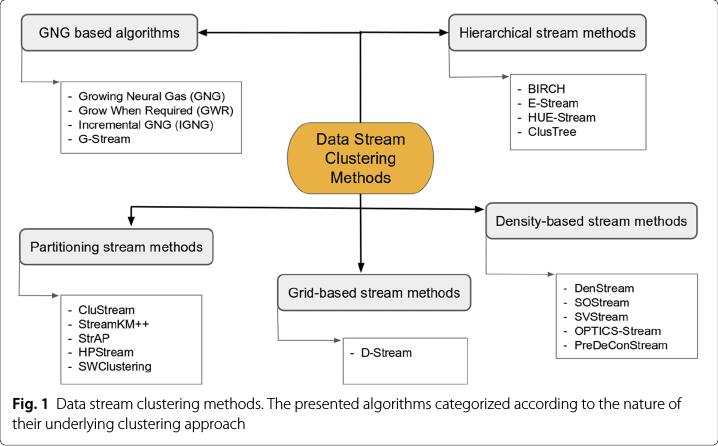 GNG based algorithms
- Growing Neural Gas (GNG)
- Grow When Required (GWR)
- Incremental GNG (IGNG)
- G-Stream
Hierarchical stream methods
- BIRCH
- E-Stream
- HUE-Stream
- ClusTree
Data Stream
Clustering
Methods
Partitioning stream methods
- CluStream
- StreamKM++
- StrAP
- HPStream
- SWClustering
Grid-based stream methods
- D-Stream
Density-based stream methods
- DenStream
- SOStream
- SVStream
- OPTICS-Stream
- PreDeConStream
Fig. 1 Data stream clustering methods. The presented algorithms categorized according to the nature of
their underlying clustering approach